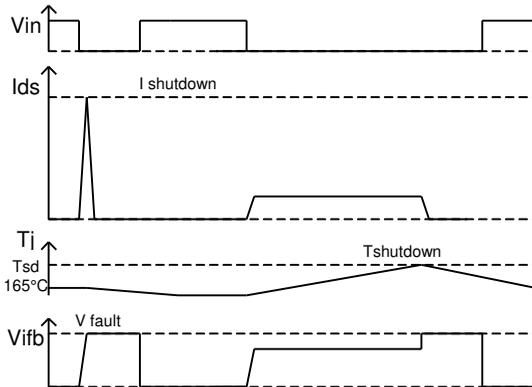 Vin
Ids
I shutdown
Tj
Tshutdown
Tsd
165°C
V fault
Vifb